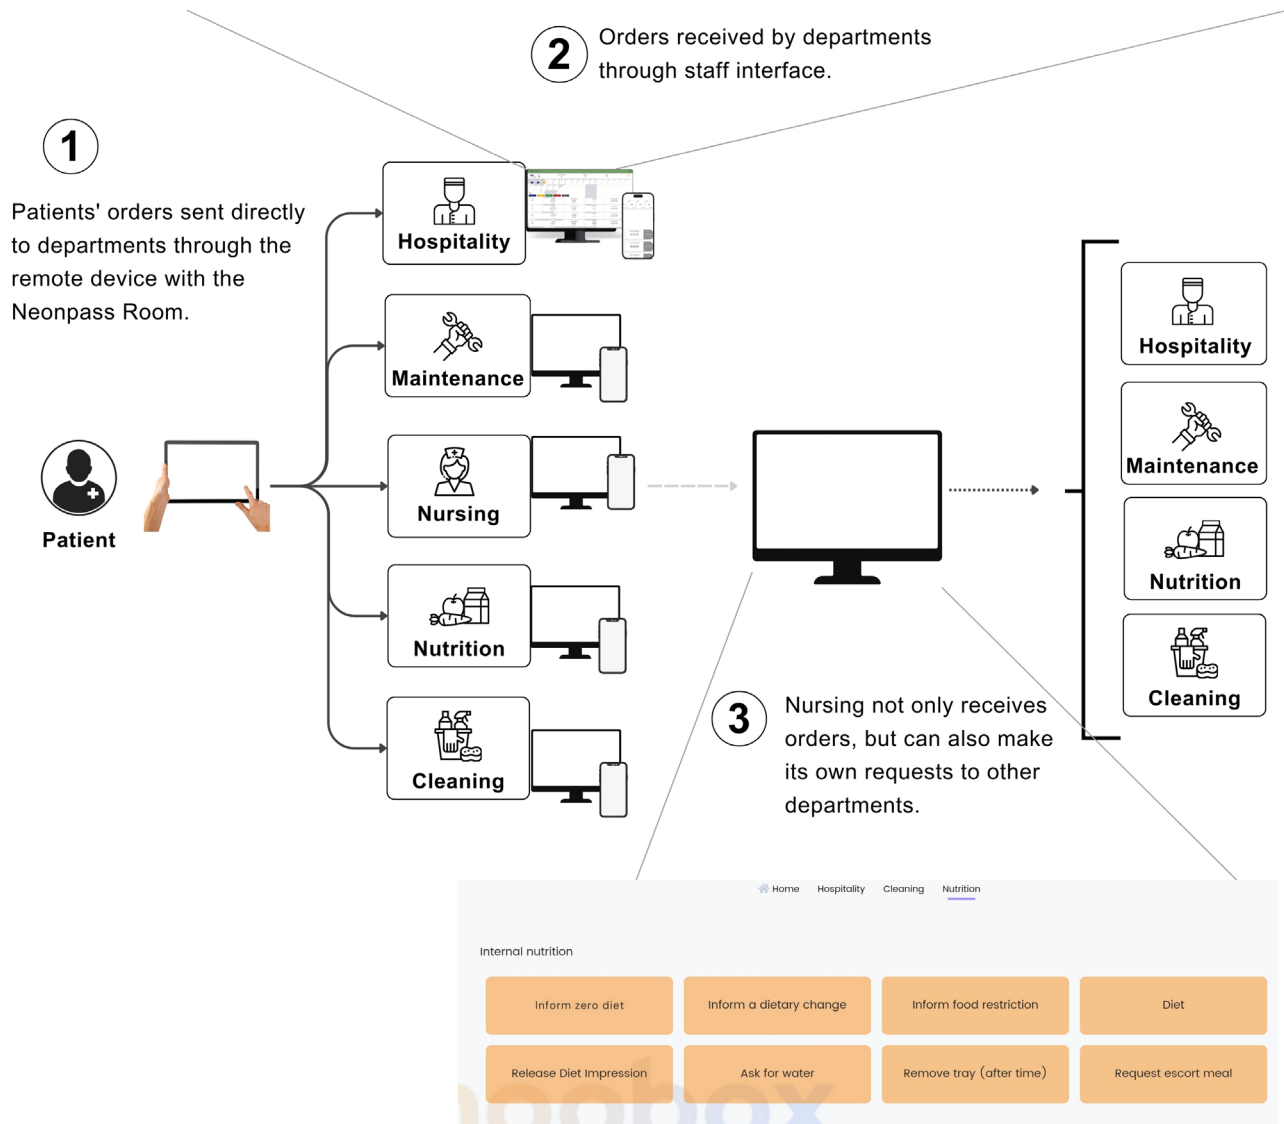 2
Orders received by departments
through staff interface.
1
Patients' orders sent directly
to departments through the
remote device with the
Neonpass Room.
Hospitality
Maintenance
Nursing
Nutrition
Cleaning
Patient
Hospitality
Maintenance
Nutrition
Cleaning
3
Nursing not only receives
orders, but can also make
its own requests to other
departments.
Home Hospitality Cleaning Nutrition
Internal nutrition
Inform zero diet Inform a dietary change Inform food restriction Diet
Release Diet Impression Ask for water Remove tray (after time) Request escort meal